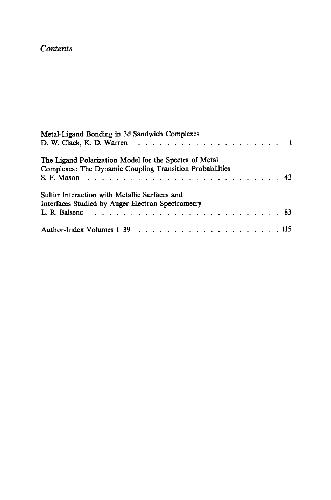 Contents
Metal-Ligand Bonding in 3d Sandwich Complexes
D. W. Clack, K. D. Warren . . . . . . . . . . . . . . . . . . . . . 1
The Ligand Polarization Model for the Spectra of Metal
Complexes: The Dynamic Coupling Transition Probabilities
S. F. Mason . . . . . . . . . . . . . . . . . . . . . . . . . . . 43
Sulfur Interaction with Metallic Surfaces and
Interfaces Studied by Auger Electron Spectrometry
L. R. Balsenc . . . . . . . . . . . . . . . . . . . . . . . . . . 83
Author-Index Volumes 1–39 . . . . . . . . . . . . . . . . . . . . 115